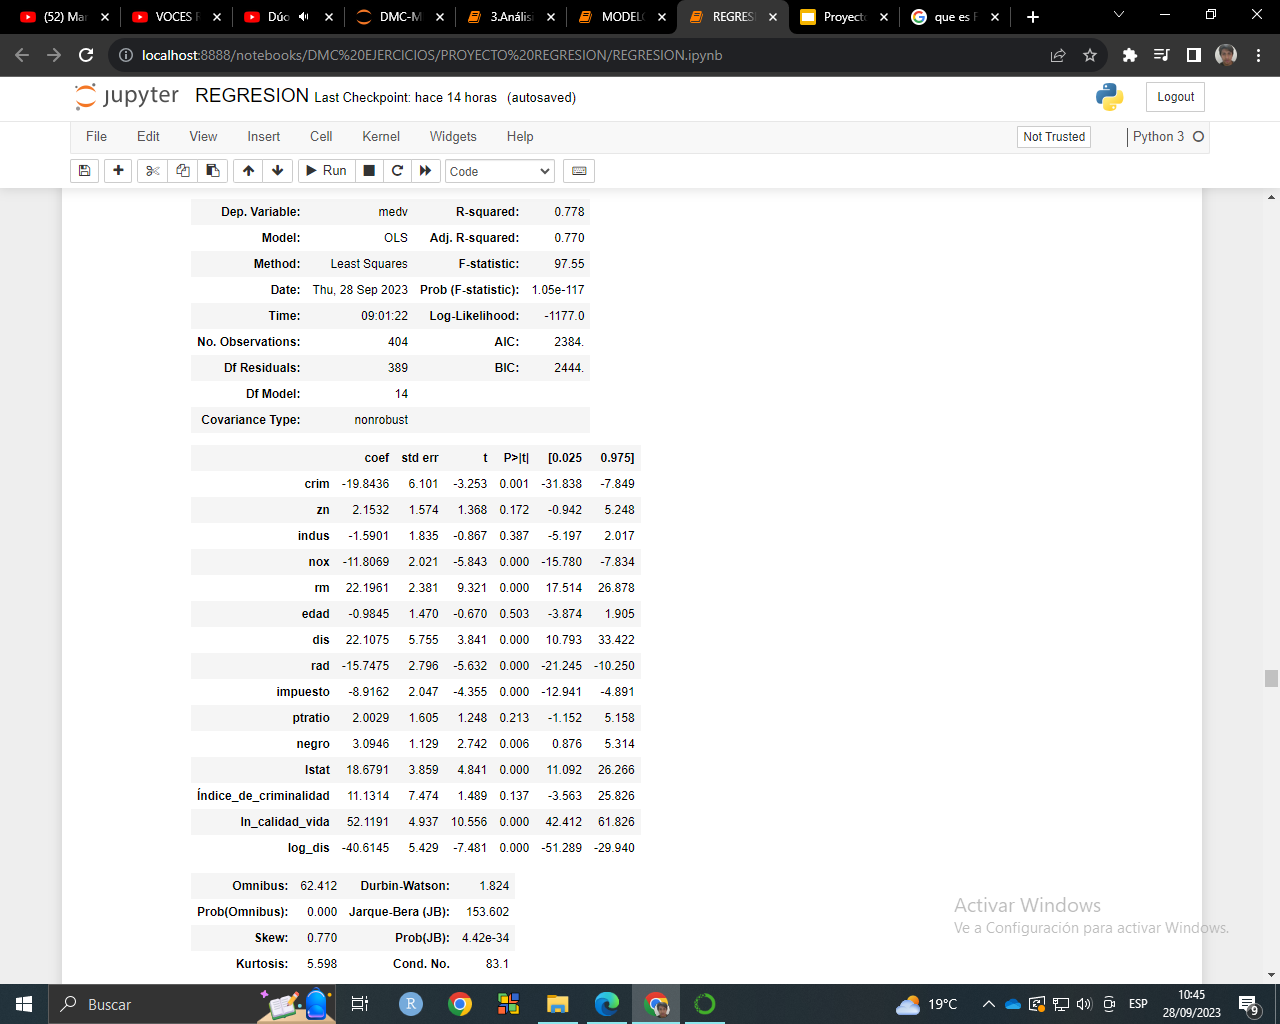 (52) Ma
VOCES F
Dúo
DMC-M
3.Anális
MODELO
REGRES
Proyect
que es F
localhost:8888/notebooks/DMC%20EJERCICIOS/PROYECTO%20REGRESION/REGRESION.ipynb
jupyter REGRESION Last Checkpoint: hace 14 horas (autosaved)
Logout
File Edit View Insert Cell Kernel Widgets Help
Not Trusted
Python 3
Run
Code
Dep. Variable: medv R-squared: 0.778
Model: OLS Adj. R-squared: 0.770
Method: Least Squares F-statistic: 97.55
Date: Thu, 28 Sep 2023 Prob (F-statistic): 1.05e-117
Time: 09:01:22 Log-Likelihood: -1177.0
No. Observations: 404 AIC: 2384.
Df Residuals: 389 BIC: 2444.
Df Model: 14
Covariance Type: nonrobust
coef std err t P>|t| [0.025 0.975]
crim -19.8436 6.101 -3.253 0.001 -31.838 -7.849
zn 2.1532 1.574 1.368 0.172 -0.942 5.248
indus -1.5901 1.835 -0.867 0.387 -5.197 2.017
nox -11.8069 2.021 -5.843 0.000 -15.780 -7.834
rm 22.1961 2.381 9.321 0.000 17.514 26.878
edad -0.9845 1.470 -0.670 0.503 -3.874 1.905
dis 22.1075 5.755 3.841 0.000 10.793 33.422
rad -15.7475 2.796 -5.632 0.000 -21.245 -10.250
impuesto -8.9162 2.047 -4.355 0.000 -12.941 -4.891
ptratio 2.0029 1.605 1.248 0.213 -1.152 5.158
negro 3.0946 1.129 2.742 0.006 0.876 5.314
lstat 18.6791 3.859 4.841 0.000 11.092 26.266
Índice_de_criminalidad 11.1314 7.474 1.489 0.137 -3.563 25.826
ln_calidad_vida 52.1191 4.937 10.556 0.000 42.412 61.826
log_dis -40.6145 5.429 -7.481 0.000 -51.289 -29.940
Omnibus: 62.412 Durbin-Watson: 1.824
Prob(Omnibus): 0.000 Jarque-Bera (JB): 153.602
Skew: 0.770 Prob(JB): 4.42e-34
Kurtosis: 5.598 Cond. No. 83.1
Activar Windows
Ve a Configuración para activar Windows.
Buscar
R
19°C
ESP
10:45
28/09/2023
9